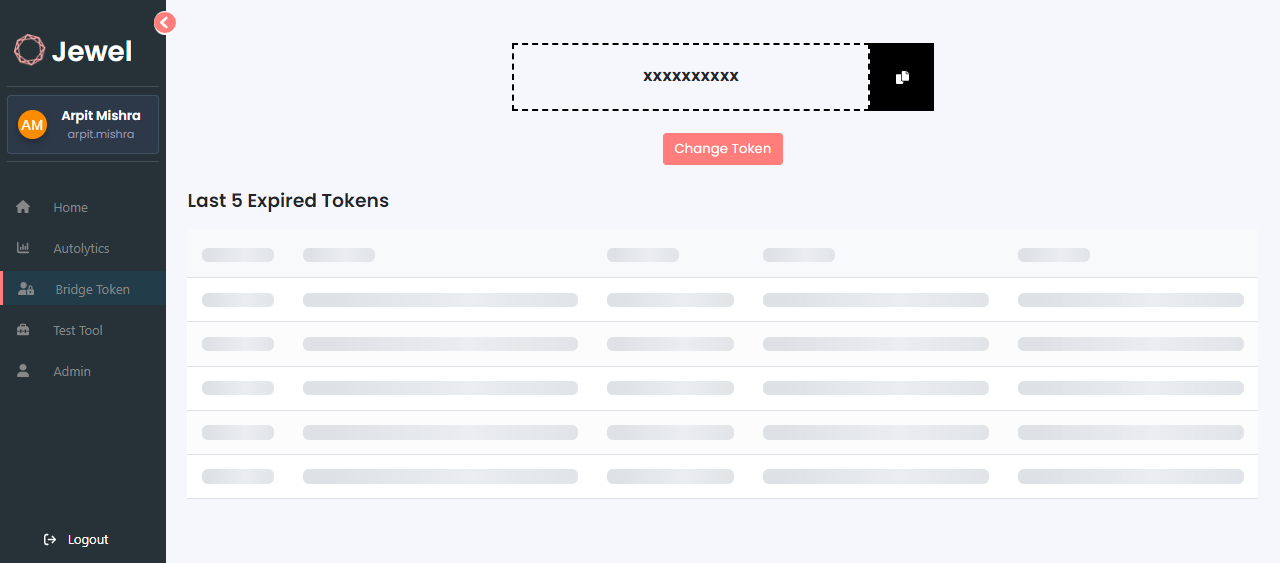 Jewel
AM
Arpit Mishra
arpit.mishra
Home
Autolytics
Bridge Token
Test Tool
Admin
Logout
xxxxxxxxxx
Change Token
Last 5 Expired Tokens